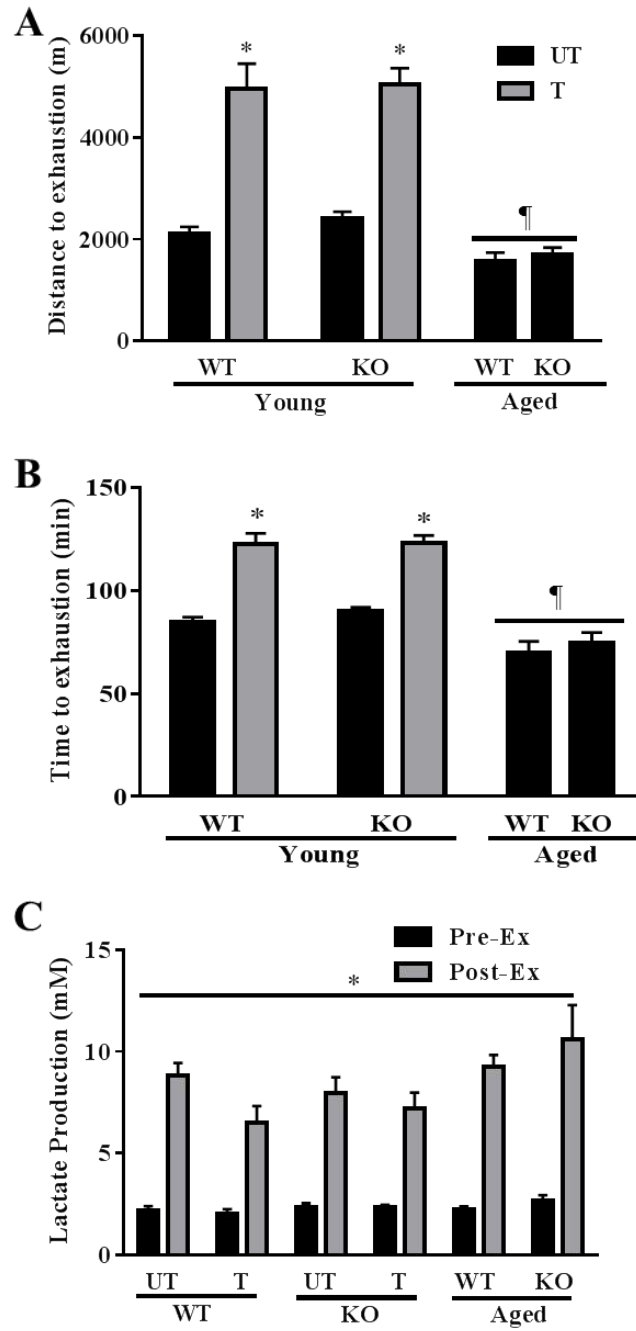 A
Distance to exhaustion (m)
6000
4000
2000
0
*
*
¶
UT
T
WT
KO
WT KO
Young
Aged
B
Time to exhaustion (min)
150
100
50
0
*
*
¶
WT
KO
WT KO
Young
Aged
C
Lactate Production (mM)
15
10
5
0
Pre-Ex
Post-Ex
*
UT T UT T WT KO
WT KO Aged